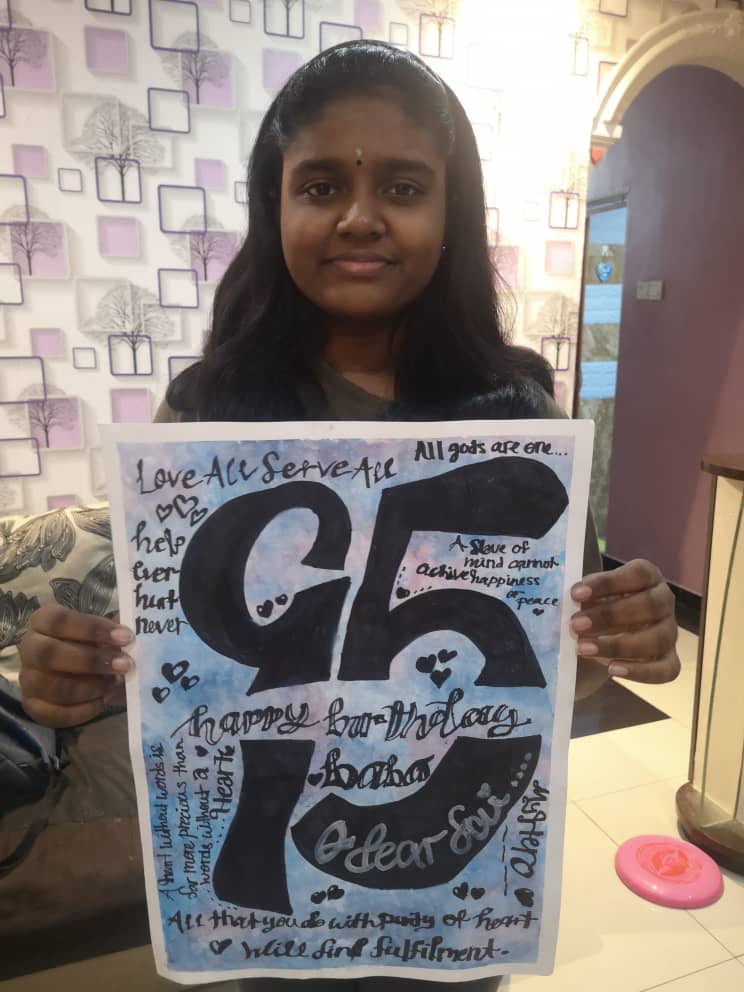 Love All Serve All
All gods are one...
help
ever
hurt
never
95
A Slave of
mind cannot
achive happiness
or peace
happy birthday
baba
A heart without words is
far more precious than
words without a
Heart
O dear Sai ....
All that you do with purity of heart
will find fulfilment.